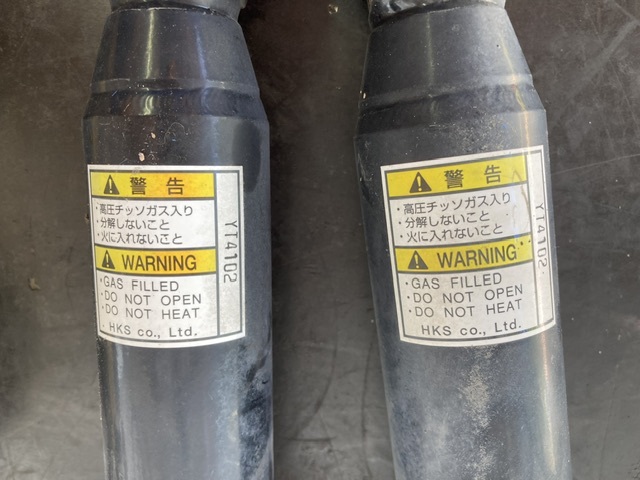 警告
・高圧チッソガス入り
・分解しないこと
・火に入れないこと
WARNING
・GAS FILLED
・DO NOT OPEN
・DO NOT HEAT
HKS co., Ltd.
YT4102
警告
・高圧チッソガス入り
・分解しないこと
・火に入れないこと
WARNING
・GAS FILLED
・DO NOT OPEN
・DO NOT HEAT
HKS co., Ltd.
YT4102